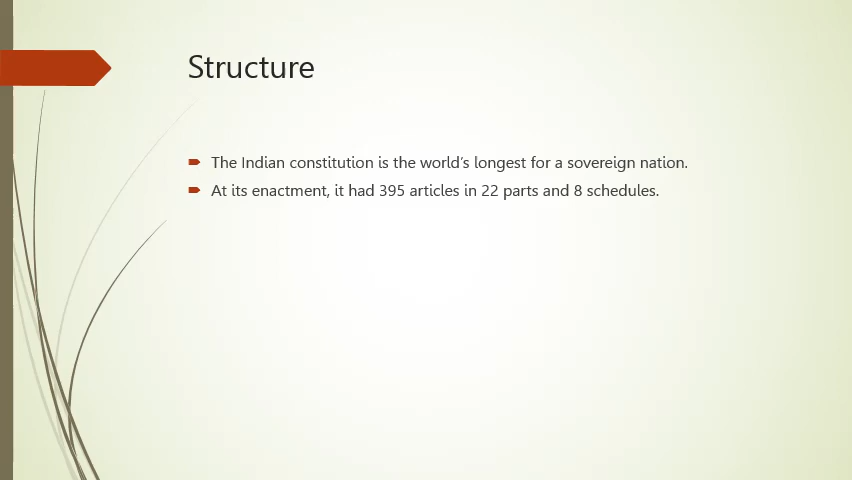 Structure
The Indian constitution is the world’s longest for a sovereign nation.
At its enactment, it had 395 articles in 22 parts and 8 schedules.